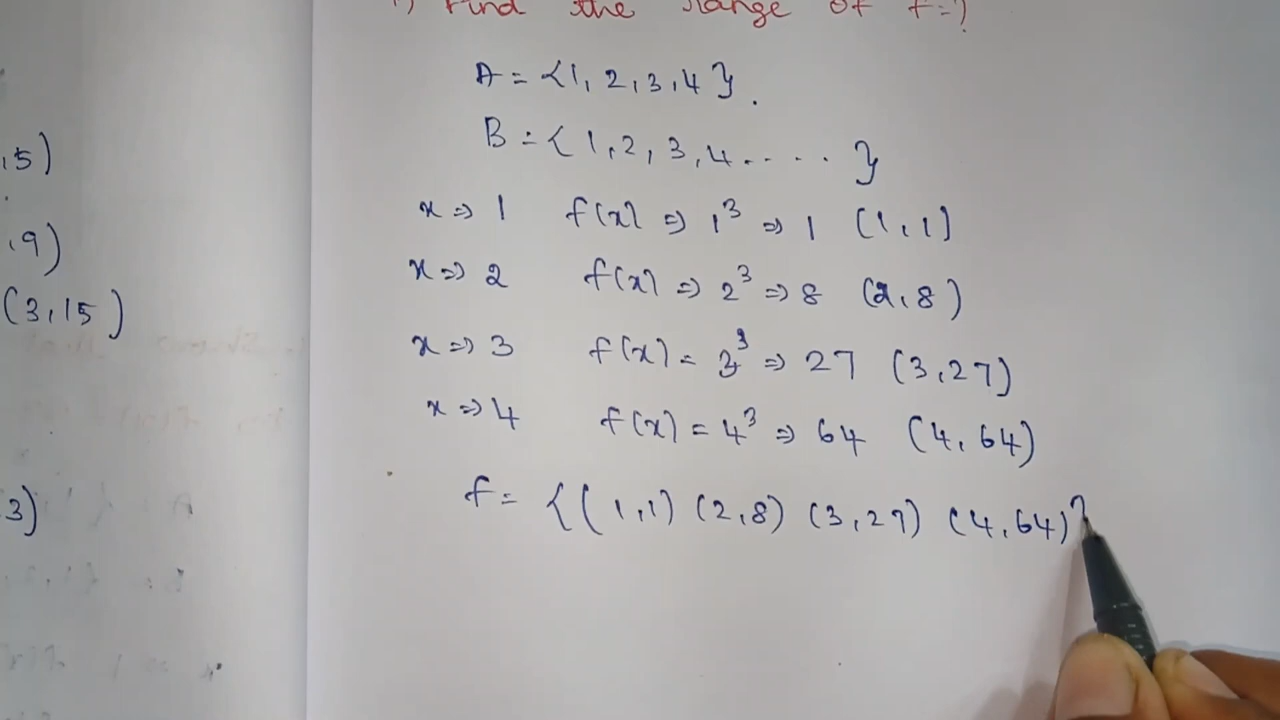 1) Find the range of f=?
A = {1, 2, 3, 4}.
B = {1, 2, 3, 4.....}
x ⇒ 1 f(x) ⇒ 1³ ⇒ 1 (1,1)
x ⇒ 2 f(x) ⇒ 2³ ⇒ 8 (2,8)
x ⇒ 3 f(x) = 3³ ⇒ 27 (3,27)
x ⇒ 4 f(x) = 4³ ⇒ 64 (4,64)
f = {(1,1) (2,8) (3,27) (4,64)}
,15)
,9)
(3,15)
3)